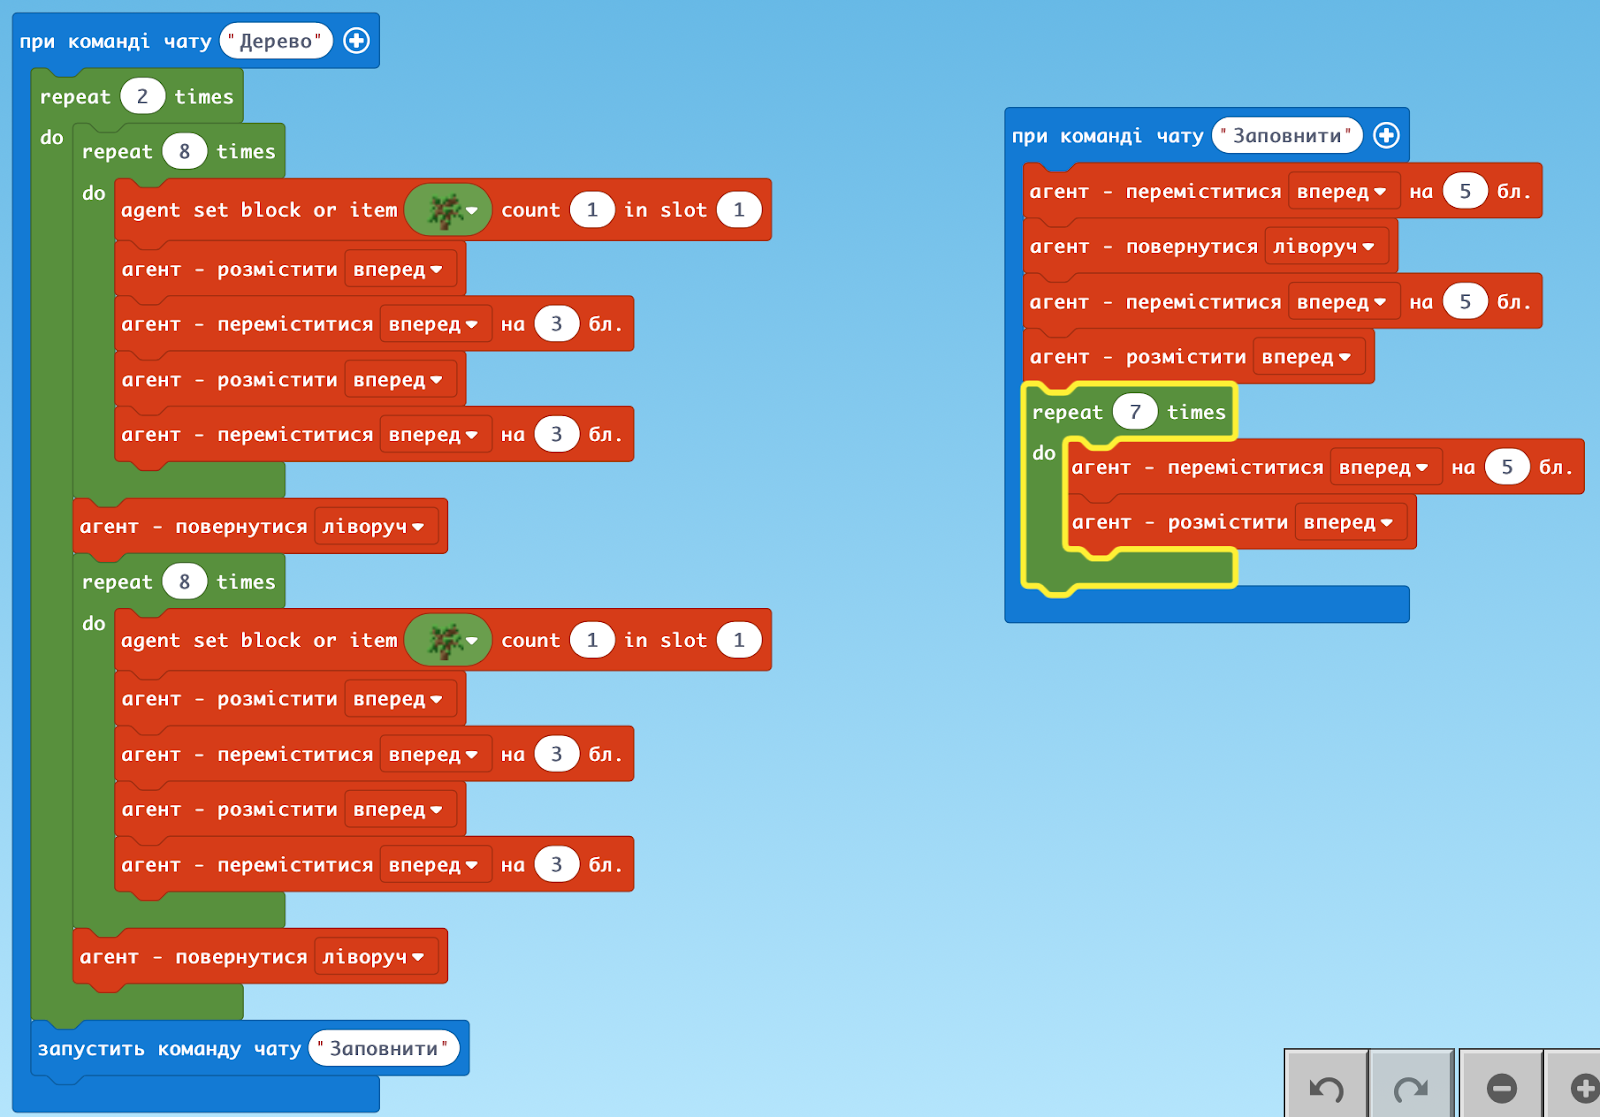 при команді чату "Дерево"
repeat 2 times
do
repeat 8 times
do
agent set block or item count 1 in slot 1
агент - розмістити вперед
агент - переміститися вперед на 3 бл.
агент - розмістити вперед
агент - переміститися вперед на 3 бл.
агент - повернутися ліворуч
repeat 8 times
do
agent set block or item count 1 in slot 1
агент - розмістити вперед
агент - переміститися вперед на 3 бл.
агент - розмістити вперед
агент - переміститися вперед на 3 бл.
агент - повернутися ліворуч
запустить команду чату "Заповнити"
при команді чату "Заповнити"
агент - переміститися вперед на 5 бл.
агент - повернутися ліворуч
агент - переміститися вперед на 5 бл.
агент - розмістити вперед
repeat 7 times
do
агент - переміститися вперед на 5 бл.
агент - розмістити вперед